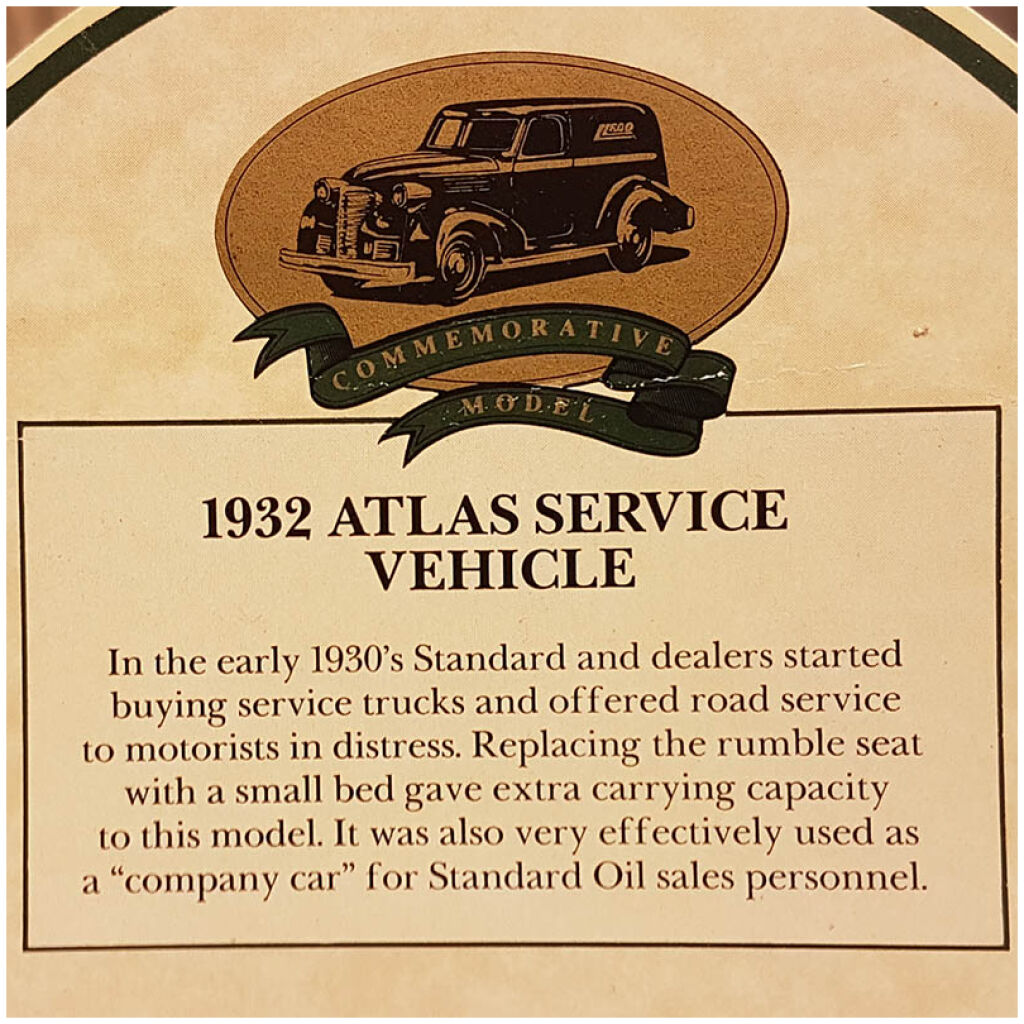 COMMEMORATIVE
MODEL
1932 ATLAS SERVICE
VEHICLE
In the early 1930’s Standard and dealers started
buying service trucks and offered road service
to motorists in distress. Replacing the rumble seat
with a small bed gave extra carrying capacity
to this model. It was also very effectively used as
a “company car” for Standard Oil sales personnel.